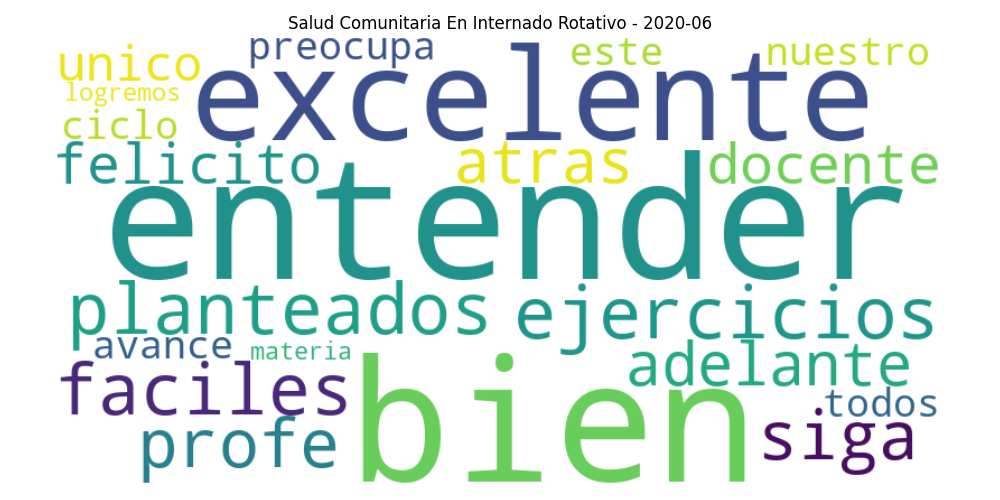 Salud Comunitaria En Internado Rotativo - 2020-06
unico preocupa este nuestro
logremos excelente
ciclo
felicito atras docente
entender
planteados ejercicios
avance materia adelante
faciles bien todos
profe siga